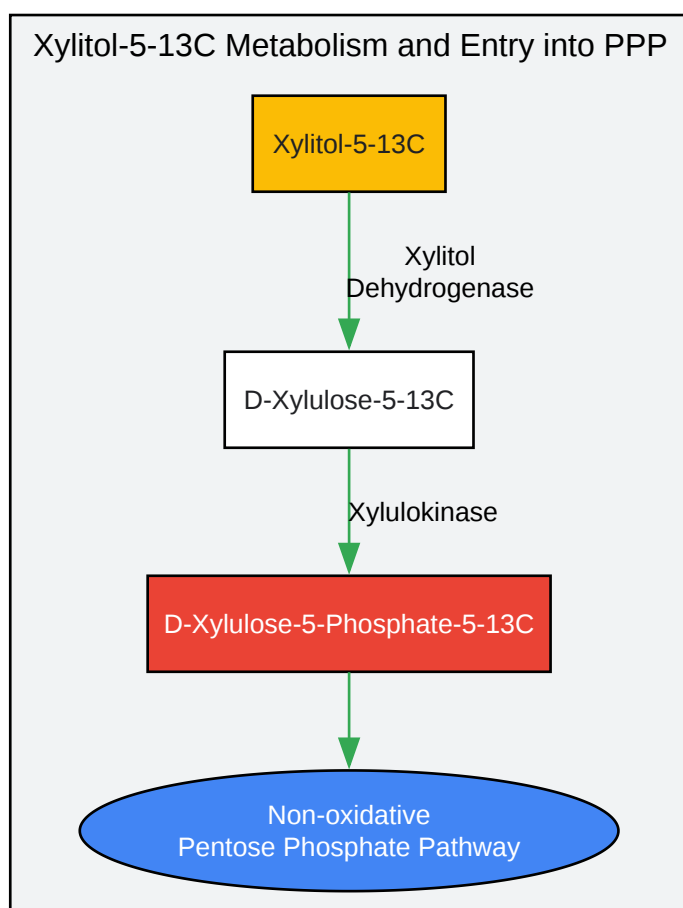 Xylitol-5-13C Metabolism and Entry into PPP
Xylitol-5-13C
Xylitol
Dehydrogenase
D-Xylulose-5-13C
Xylulokinase
D-Xylulose-5-Phosphate-5-13C
Non-oxidative
Pentose Phosphate Pathway